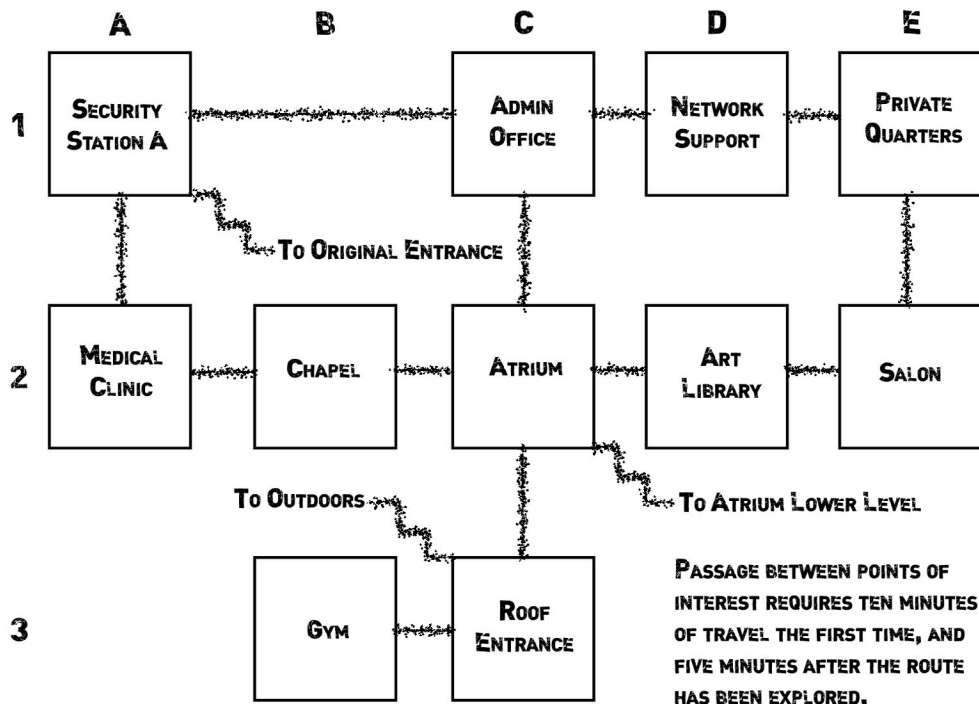 A B C D E
1
Security
Station A
Admin
Office
Network
Support
Private
Quarters
To Original Entrance
2
Medical
Clinic
Chapel
Atrium
Art
Library
Salon
To Outdoors
To Atrium Lower Level
3
Gym
Roof
Entrance
Passage between points of
interest requires ten minutes
of travel the first time, and
five minutes after the route
has been explored.